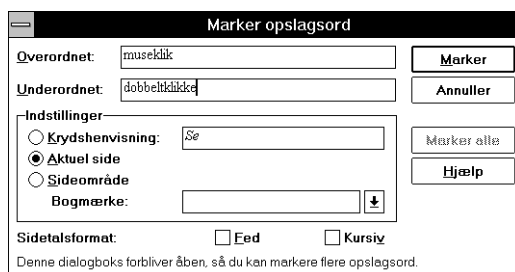 Marker opslagsord
Overordnet: museklik Marker
Underordnet: dobbeltklikke Annuller
Indstillinger
Krydshenvisning: Se Marker alle
Aktuel side
Sideområde Hjælp
Bogmærke:
Sidetalsformat: Fed Kursiv
Denne dialogboks forbliver åben, så du kan markere flere opslagsord.